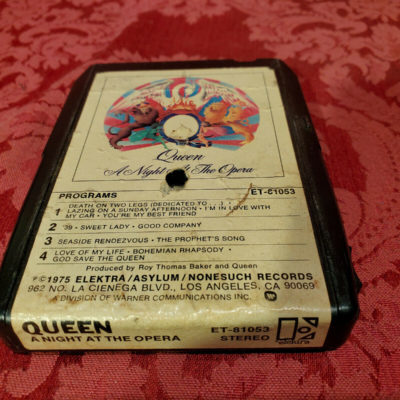 Queen
A Night At The Opera
PROGRAMS
ET-61053
1 DEATH ON TWO LEGS (DEDICATED TO . . .) •
LAZING ON A SUNDAY AFTERNOON • I'M IN LOVE WITH
MY CAR • YOU'RE MY BEST FRIEND
2 '39 • SWEET LADY • GOOD COMPANY
3 SEASIDE RENDEZVOUS • THE PROPHET'S SONG
4 LOVE OF MY LIFE • BOHEMIAN RHAPSODY •
GOD SAVE THE QUEEN
Produced by Roy Thomas Baker and Queen
℗©1975 ELEKTRA/ASYLUM/NONESUCH RECORDS
962 NO. LA CIENEGA BLVD., LOS ANGELES, CA 90069
A DIVISION OF WARNER COMMUNICATIONS INC.
QUEEN
A NIGHT AT THE OPERA
ET-81053
STEREO
elektra